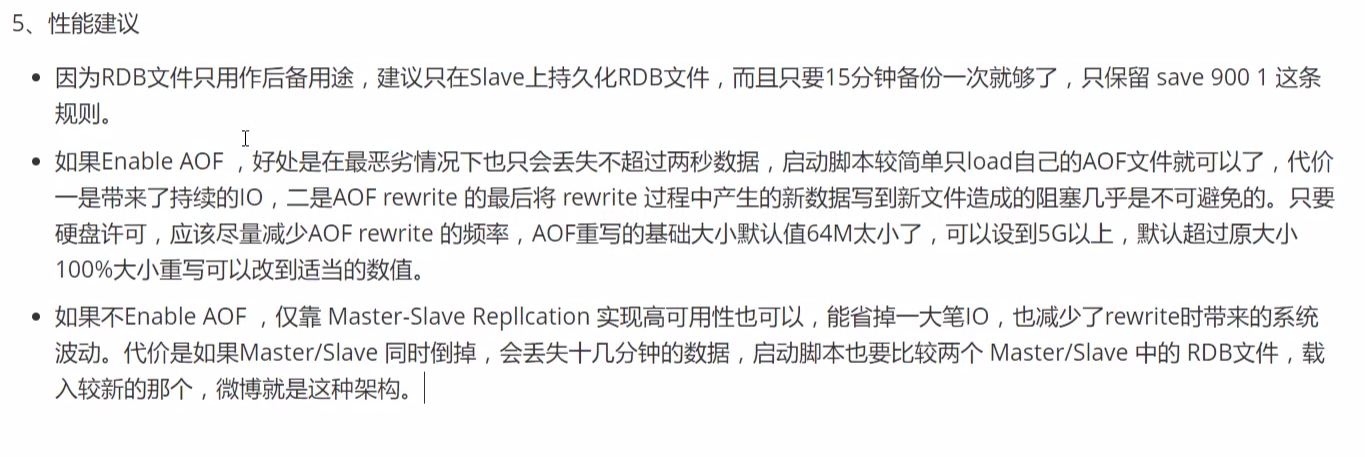 5、性能建议
因为RDB文件只用作后备用途，建议只在Slave上持久化RDB文件，而且只要15分钟备份一次就够了，只保留 save 900 1 这条
规则。
如果Enable AOF ，好处是在最恶劣情况下也只会丢失不超过两秒数据，启动脚本较简单只load自己的AOF文件就可以了，代价
一是带来了持续的IO，二是AOF rewrite 的最后将 rewrite 过程中产生的新数据写到新文件造成的阻塞几乎是不可避免的。只要
硬盘许可，应该尽量减少AOF rewrite 的频率，AOF重写的基础大小默认值64M太小了，可以设到5G以上，默认超过原大小
100%大小重写可以改到适当的数值。
如果不Enable AOF ，仅靠 Master-Slave Repllcation 实现高可用性也可以，能省掉一大笔IO，也减少了rewrite时带来的系统
波动。代价是如果Master/Slave 同时倒掉，会丢失十几分钟的数据，启动脚本也要比较两个 Master/Slave 中的 RDB文件，载
入较新的那个，微博就是这种架构。